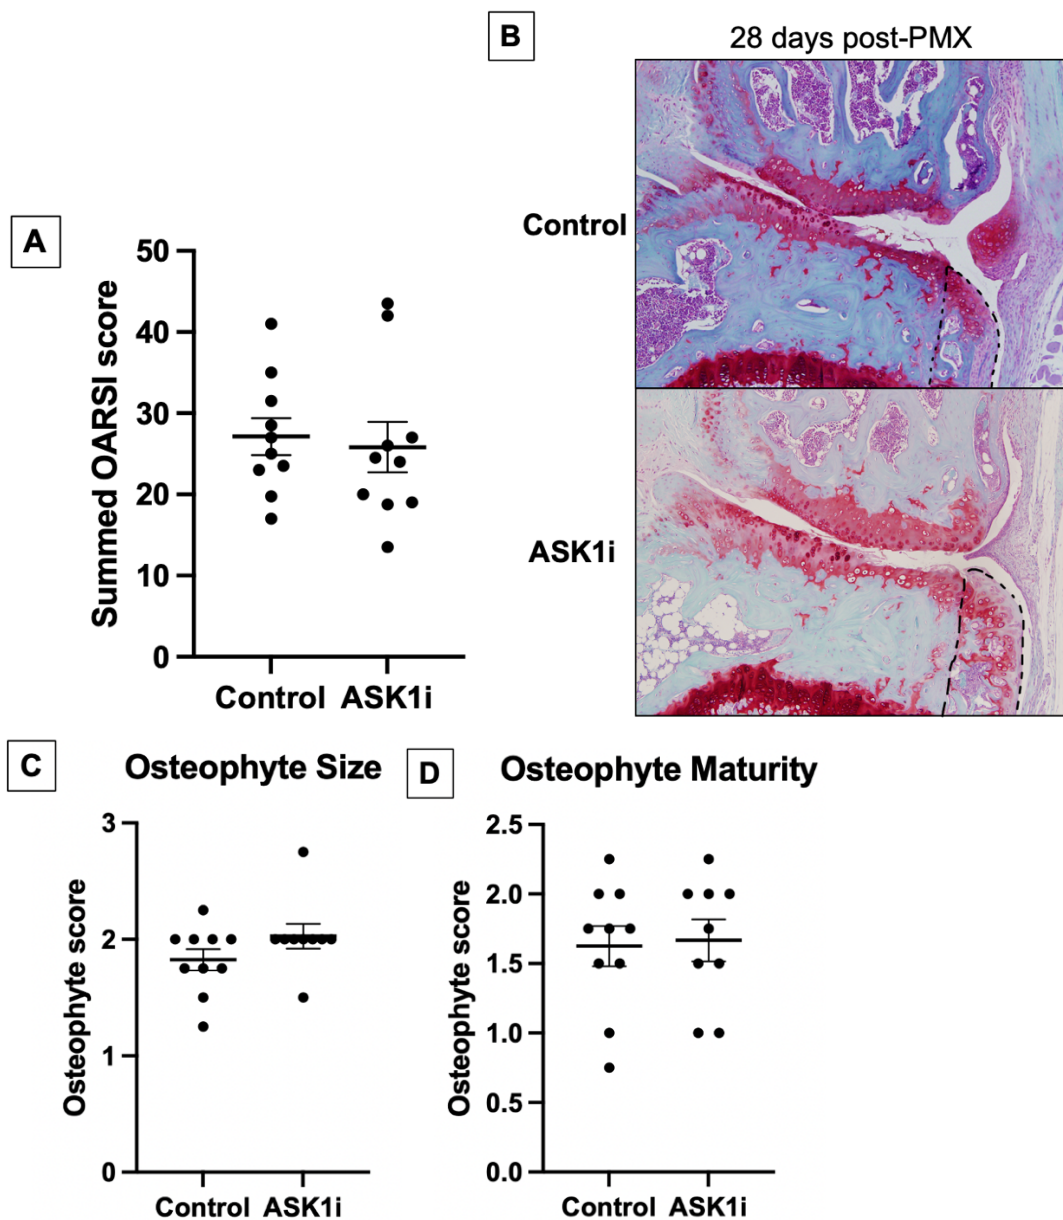 B
28 days post-PMX
Control
ASK1i
A
Summed OARSI score
50
40
30
20
10
0
Control ASK1i
C
Osteophyte Size
Osteophyte score
3
2
1
0
Control ASK1i
D
Osteophyte Maturity
Osteophyte score
2.5
2.0
1.5
1.0
0.5
0.0
Control ASK1i